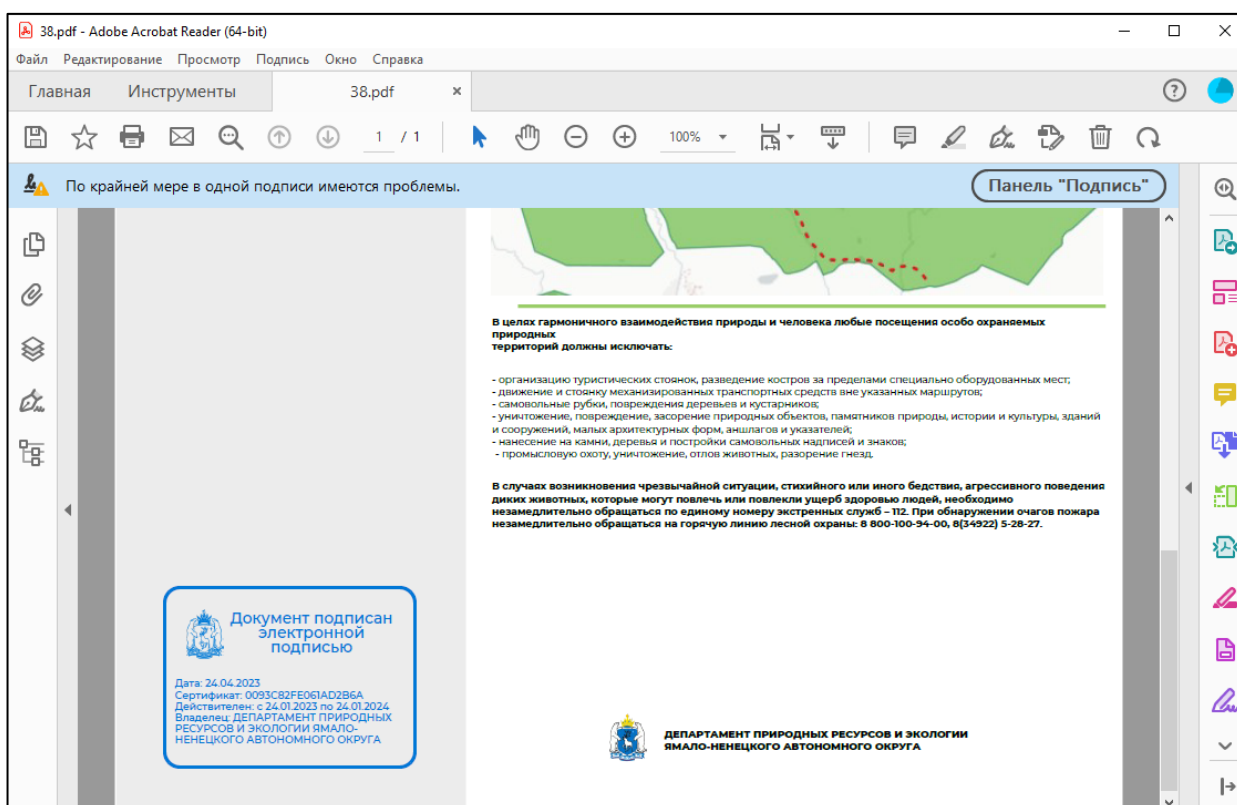 38.pdf - Adobe Acrobat Reader (64-bit)
Файл Редактирование Просмотр Подпись Окно Справка
Главная Инструменты 38.pdf ×
1 / 1 100%
По крайней мере в одной подписи имеются проблемы.
Панель "Подпись"
В целях гармоничного взаимодействия природы и человека любые посещения особо охраняемых
природных
территорий должны исключать:
- организацию туристических стоянок, разведение костров за пределами специально оборудованных мест;
- движение и стоянку механизированных транспортных средств вне указанных маршрутов;
- самовольные рубки, повреждения деревьев и кустарников;
- уничтожение, повреждение, засорение природных объектов, памятников природы, истории и культуры, зданий
и сооружений, малых архитектурных форм, аншлагов и указателей;
- нанесение на камни, деревья и постройки самовольных надписей и знаков;
- промысловую охоту, уничтожение, отлов животных, разорение гнезд.
В случаях возникновения чрезвычайной ситуации, стихийного или иного бедствия, агрессивного поведения
диких животных, которые могут повлечь или повлекли ущерб здоровью людей, необходимо
незамедлительно обращаться по единому номеру экстренных служб – 112. При обнаружении очагов пожара
незамедлительно обращаться на горячую линию лесной охраны: 8 800-100-94-00, 8(34922) 5-28-27.
Документ подписан
электронной
подписью
Дата: 24.04.2023
Сертификат: 0093C82FE061AD2B6A
Действителен: с 24.01.2023 по 24.01.2024
Владелец: ДЕПАРТАМЕНТ ПРИРОДНЫХ
РЕСУРСОВ И ЭКОЛОГИИ ЯМАЛО-
НЕНЕЦКОГО АВТОНОМНОГО ОКРУГА
ДЕПАРТАМЕНТ ПРИРОДНЫХ РЕСУРСОВ И ЭКОЛОГИИ
ЯМАЛО-НЕНЕЦКОГО АВТОНОМНОГО ОКРУГА